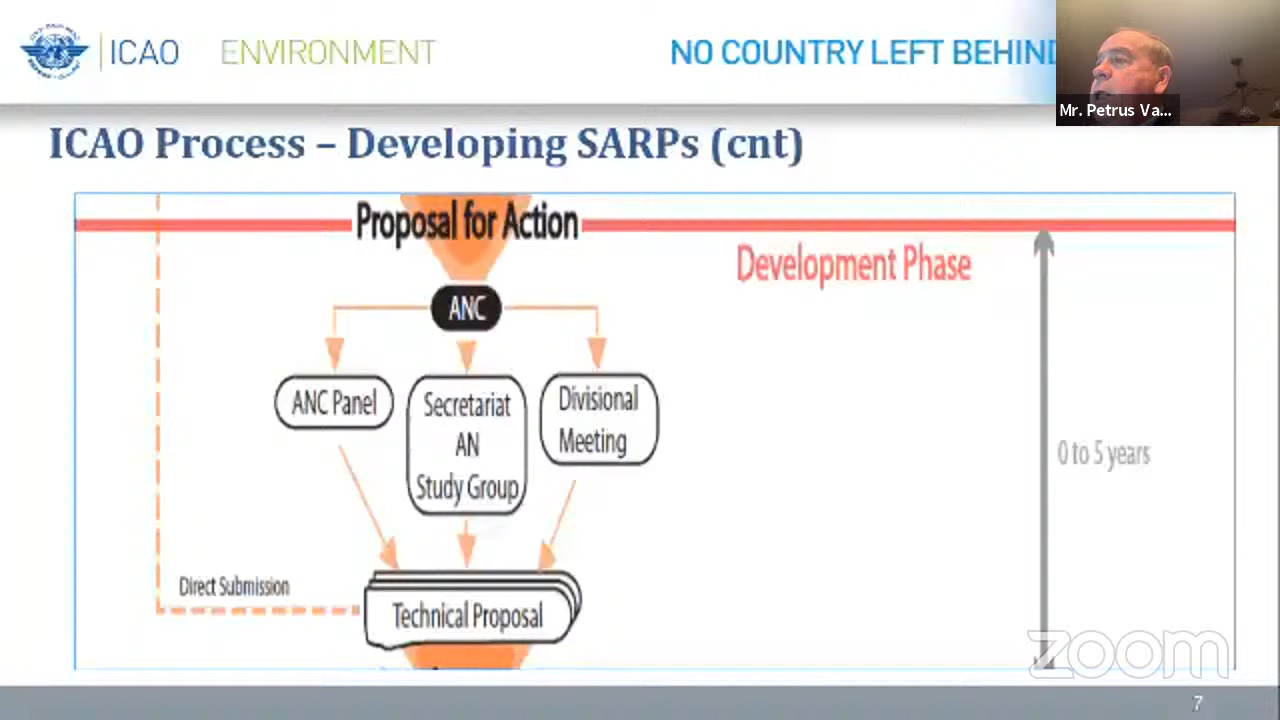 ICAO ENVIRONMENT
NO COUNTRY LEFT BEHIND
Mr. Petrus Va...
ICAO Process – Developing SARPs (cnt)
Proposal for Action
Development Phase
ANC
ANC Panel
Secretariat
AN
Study Group
Divisional
Meeting
0 to 5 years
Direct Submission
Technical Proposal
zoom
7